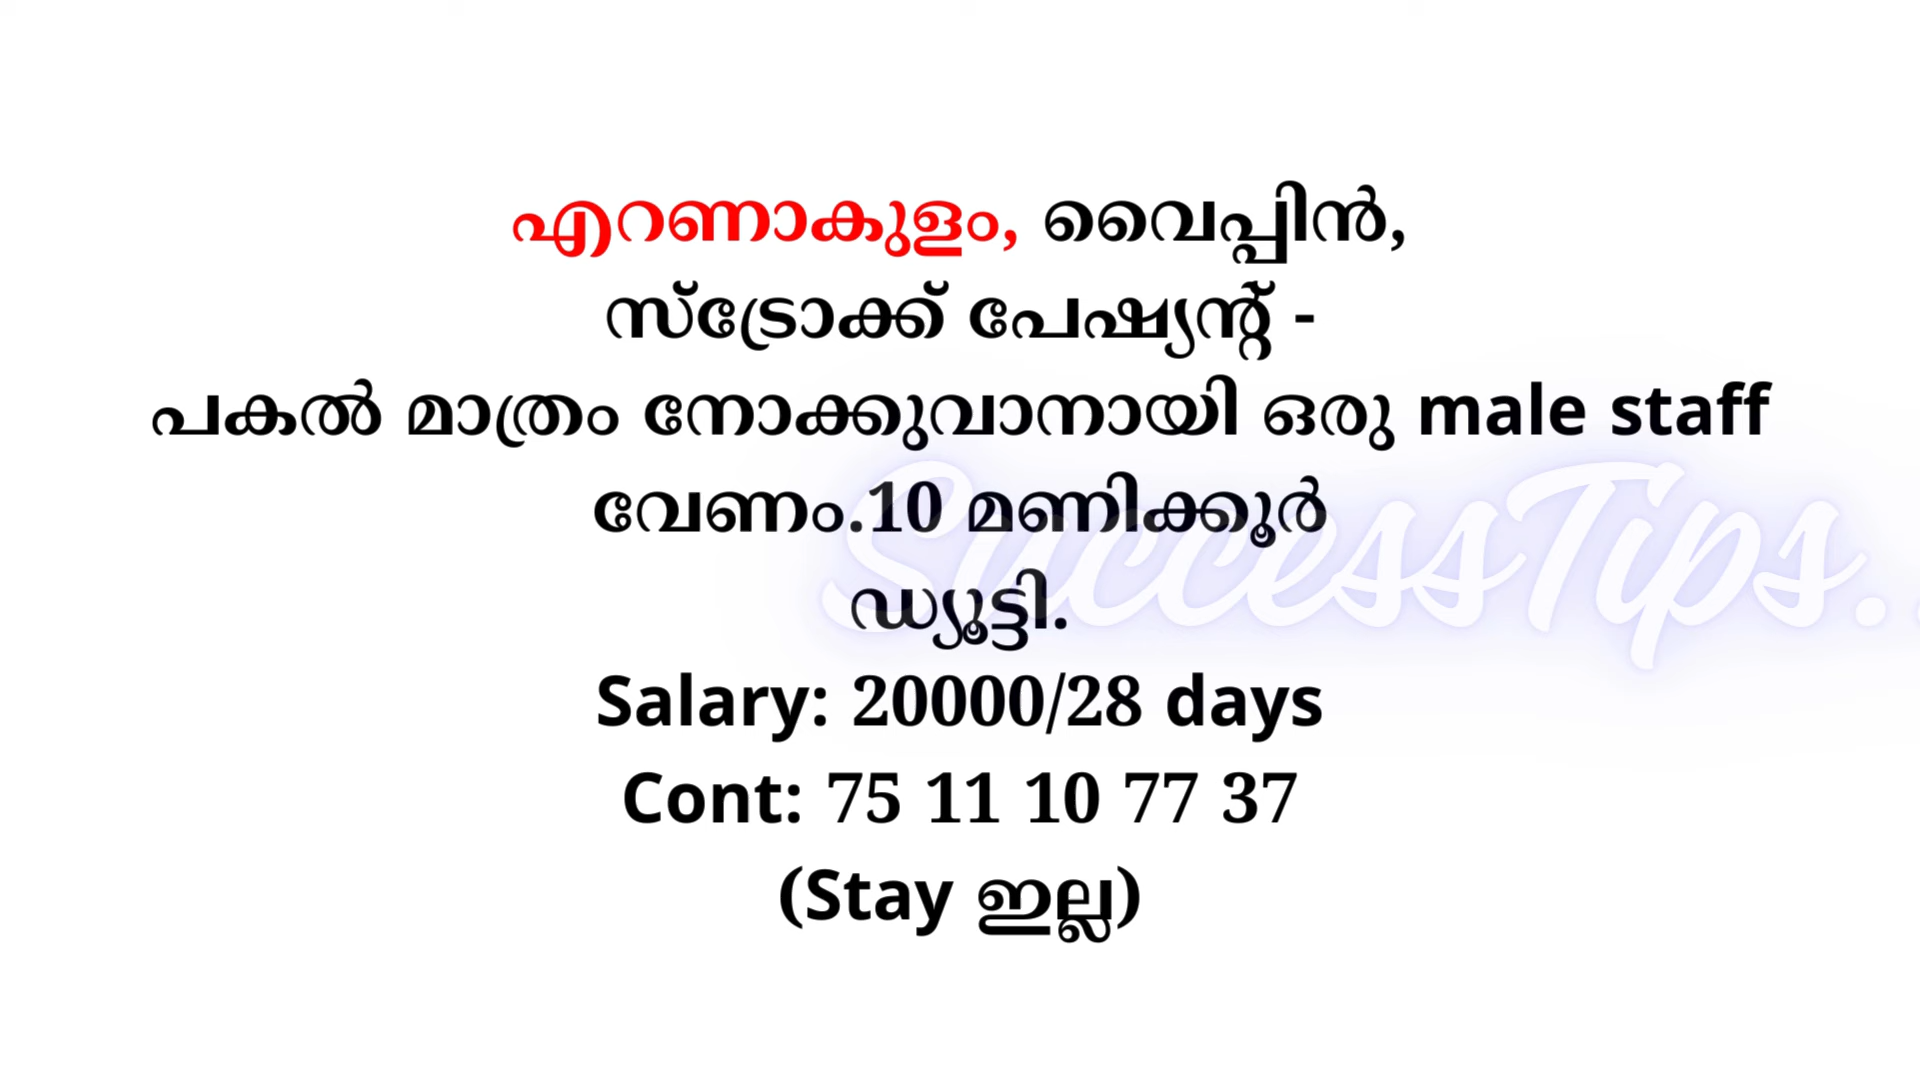 എറണാകുളം, വൈപ്പിൻ,
സ്ട്രോക്ക് പേഷ്യന്റ് -
പകൽ മാത്രം നോക്കുവാനായി ഒരു male staff
വേണം.10 മണിക്കൂർ
ഡ്യൂട്ടി.
SuccessTips..
Salary: 20000/28 days
Cont: 75 11 10 77 37
(Stay ഇല്ല)